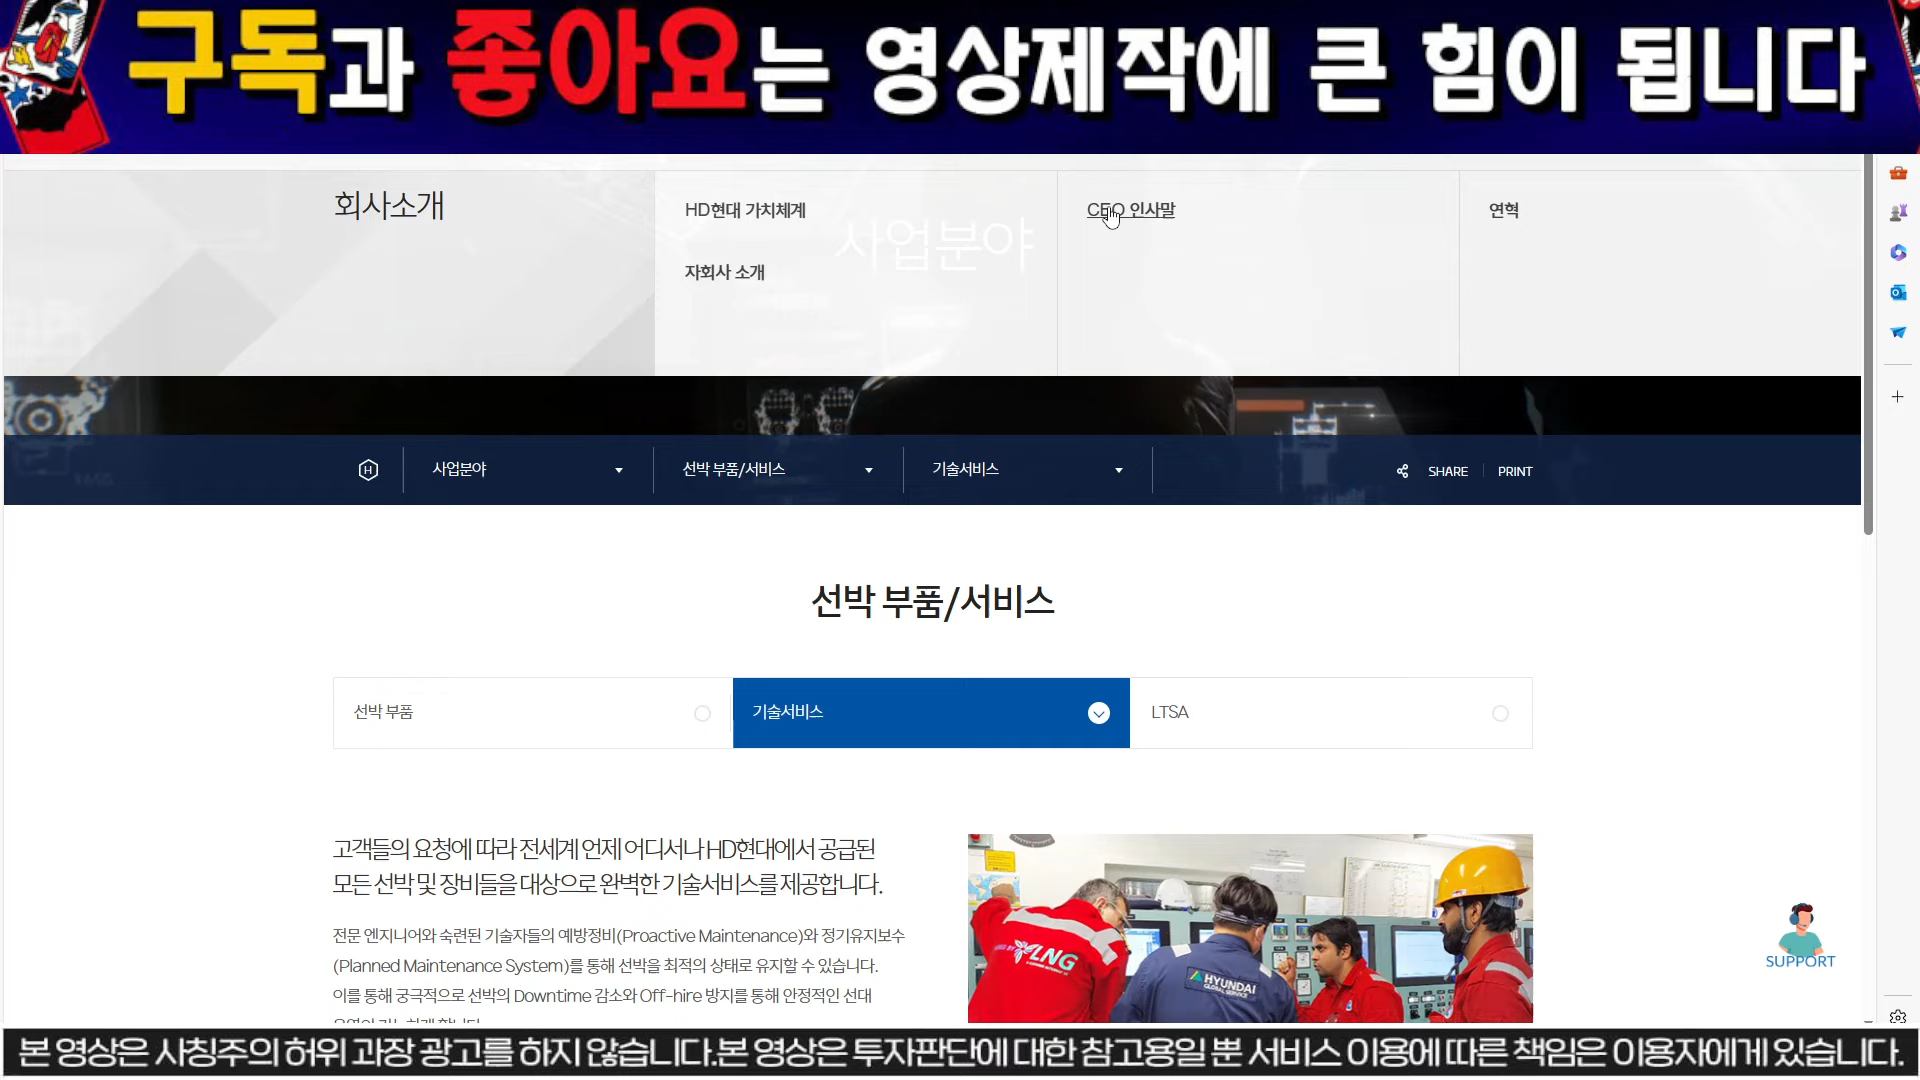 구독과 좋아요는 영상제작에 큰 힘이 됩니다
회사소개
HD현대 가치체계
CEO 인사말
연혁
사업분야
자회사 소개
사업분야
선박 부품/서비스
기술서비스
SHARE
PRINT
선박 부품/서비스
선박 부품
기술서비스
LTSA
고객들의 요청에 따라 전세계 언제 어디서나 HD현대에서 공급된
모든 선박 및 장비들을 대상으로 완벽한 기술서비스를 제공합니다.
전문 엔지니어와 숙련된 기술자들의 예방정비(Proactive Maintenance)와 정기유지보수
(Planned Maintenance System)를 통해 선박을 최적의 상태로 유지할 수 있습니다.
이를 통해 궁극적으로 선박의 Downtime 감소와 Off-hire 방지를 통해 안정적인 선대
FLNG
HYUNDAI
GLOBAL SERVICE
SUPPORT
본 영상은 사칭주의 허위 과장 광고를 하지 않습니다.본 영상은 투자판단에 대한 참고용일 뿐 서비스 이용에 따른 책임은 이용자에게 있습니다.